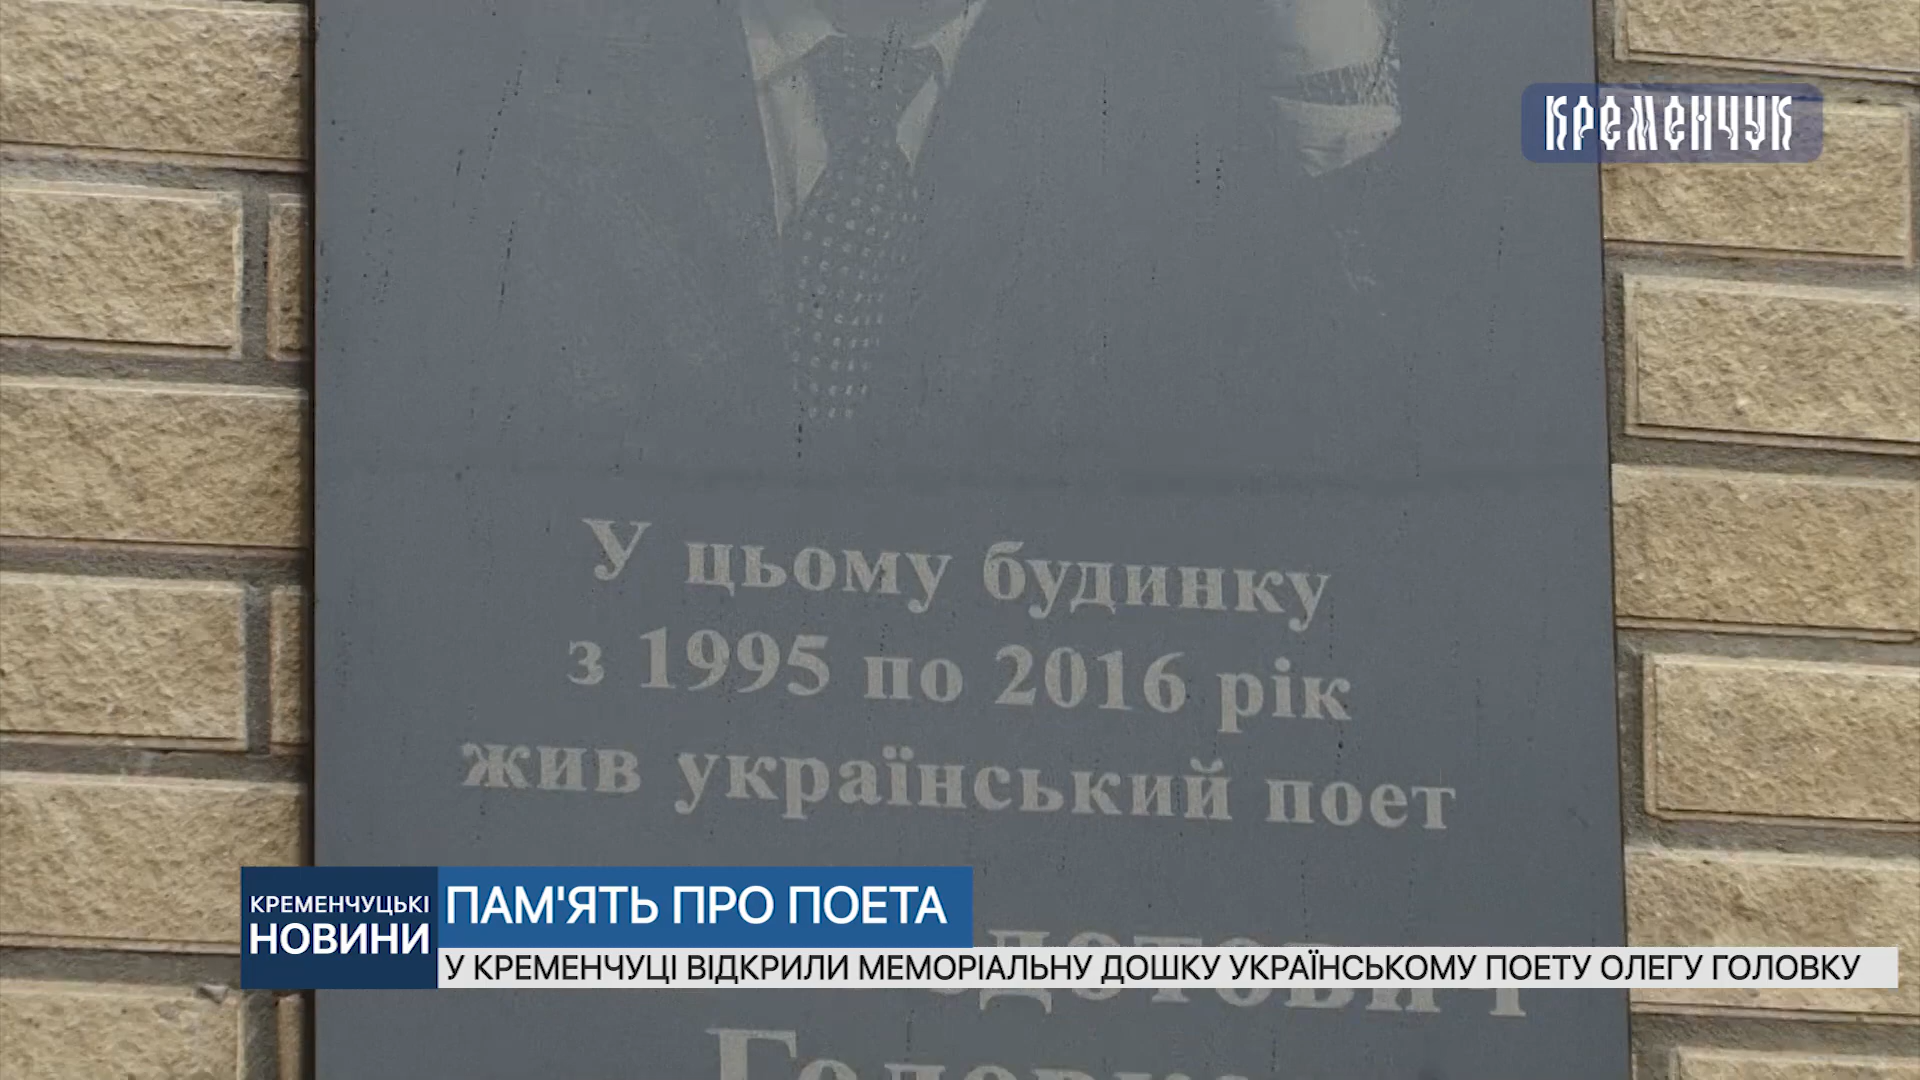 КРЕМЕНЧУК
У цьому будинку
з 1995 по 2016 рік
жив український поет
КРЕМЕНЧУЦЬКІ
НОВИНИ
ПАМ'ЯТЬ ПРО ПОЕТА
У КРЕМЕНЧУЦІ ВІДКРИЛИ МЕМОРІАЛЬНУ ДОШКУ УКРАЇНСЬКОМУ ПОЕТУ ОЛЕГУ ГОЛОВКУ